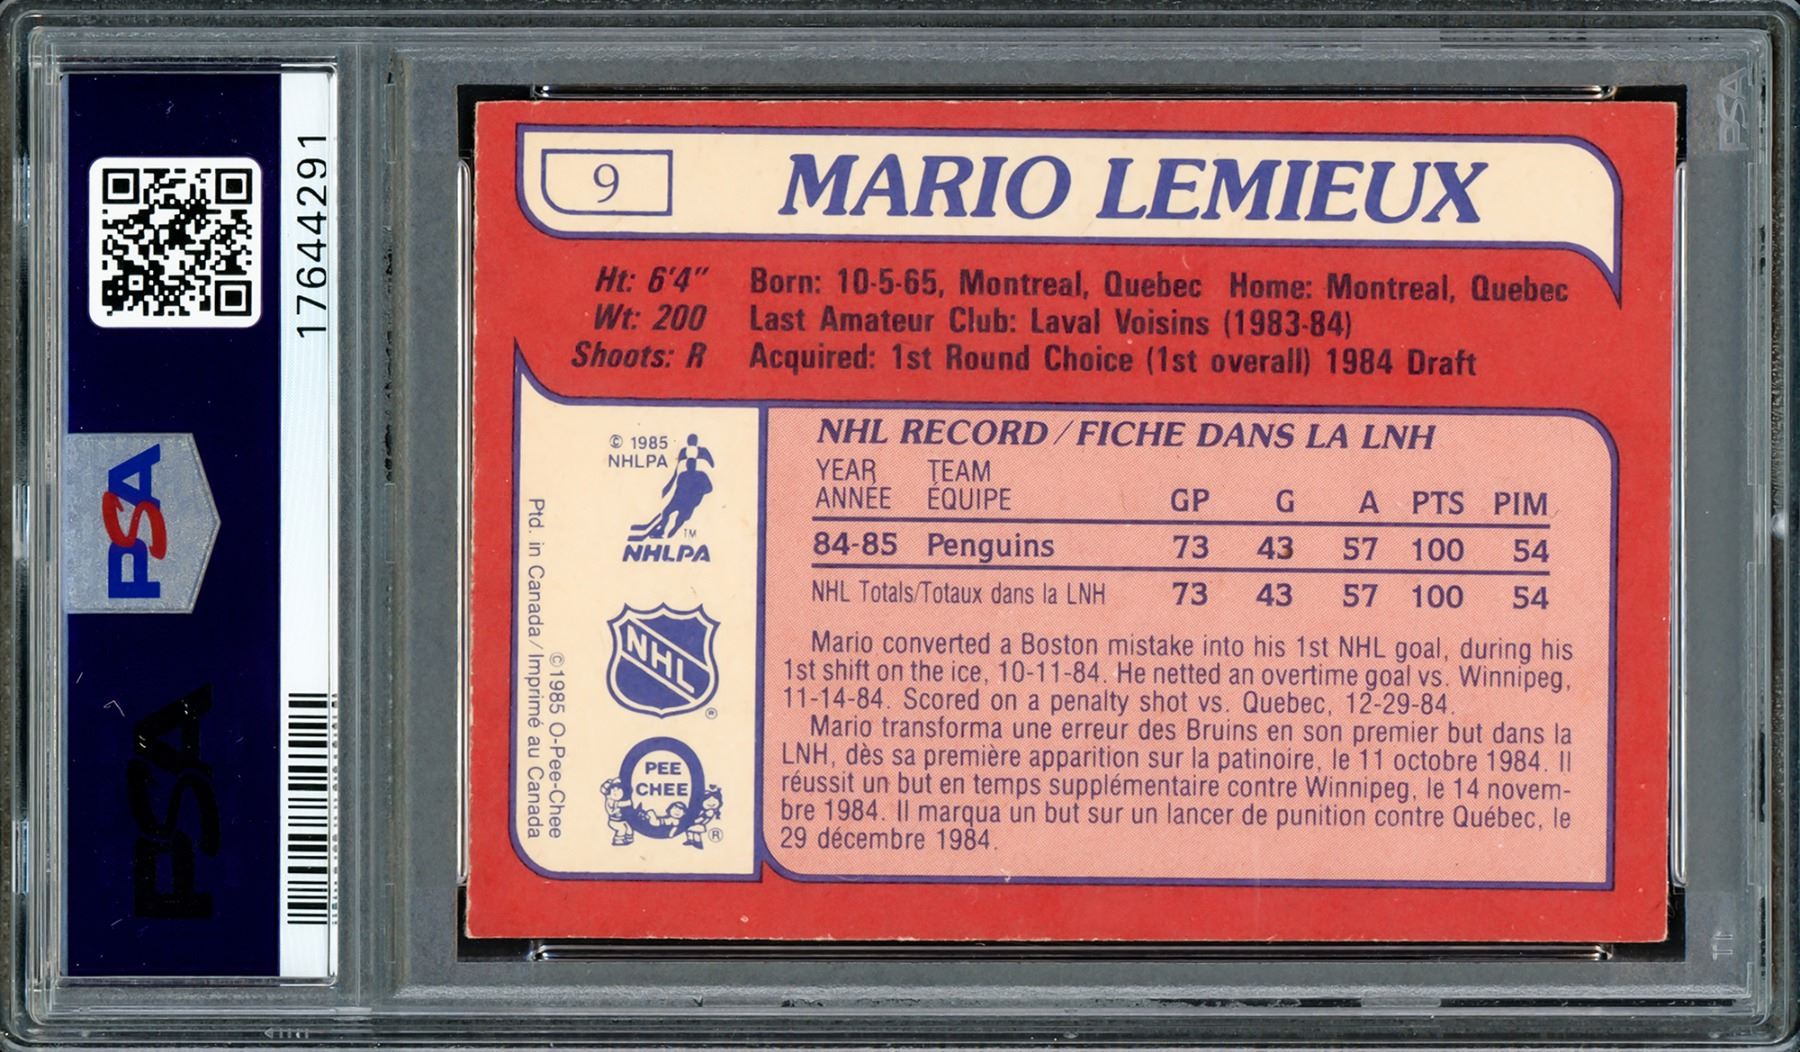 17644291
PSA
PSA
PSA
9
MARIO LEMIEUX
Ht: 6'4" Born: 10-5-65, Montreal, Quebec Home: Montreal, Quebec
Wt: 200 Last Amateur Club: Laval Voisins (1983-84)
Shoots: R Acquired: 1st Round Choice (1st overall) 1984 Draft
© 1985
NHLPA
TM
NHLPA
NHL
®
PEE
CHEE
®
Ptd. in Canada/Imprimé au Canada
©1985 O-Pee-Chee
NHL RECORD/FICHE DANS LA LNH
YEAR TEAM
ANNÉE ÉQUIPE GP G A PTS PIM
84-85 Penguins 73 43 57 100 54
NHL Totals/Totaux dans la LNH 73 43 57 100 54
Mario converted a Boston mistake into his 1st NHL goal, during his
1st shift on the ice, 10-11-84. He netted an overtime goal vs. Winnipeg,
11-14-84. Scored on a penalty shot vs. Quebec, 12-29-84.
Mario transforma une erreur des Bruins en son premier but dans la
LNH, dès sa première apparition sur la patinoire, le 11 octobre 1984. Il
réussit un but en temps supplémentaire contre Winnipeg, le 14 novem-
bre 1984. Il marqua un but sur un lancer de punition contre Québec, le
29 décembre 1984.